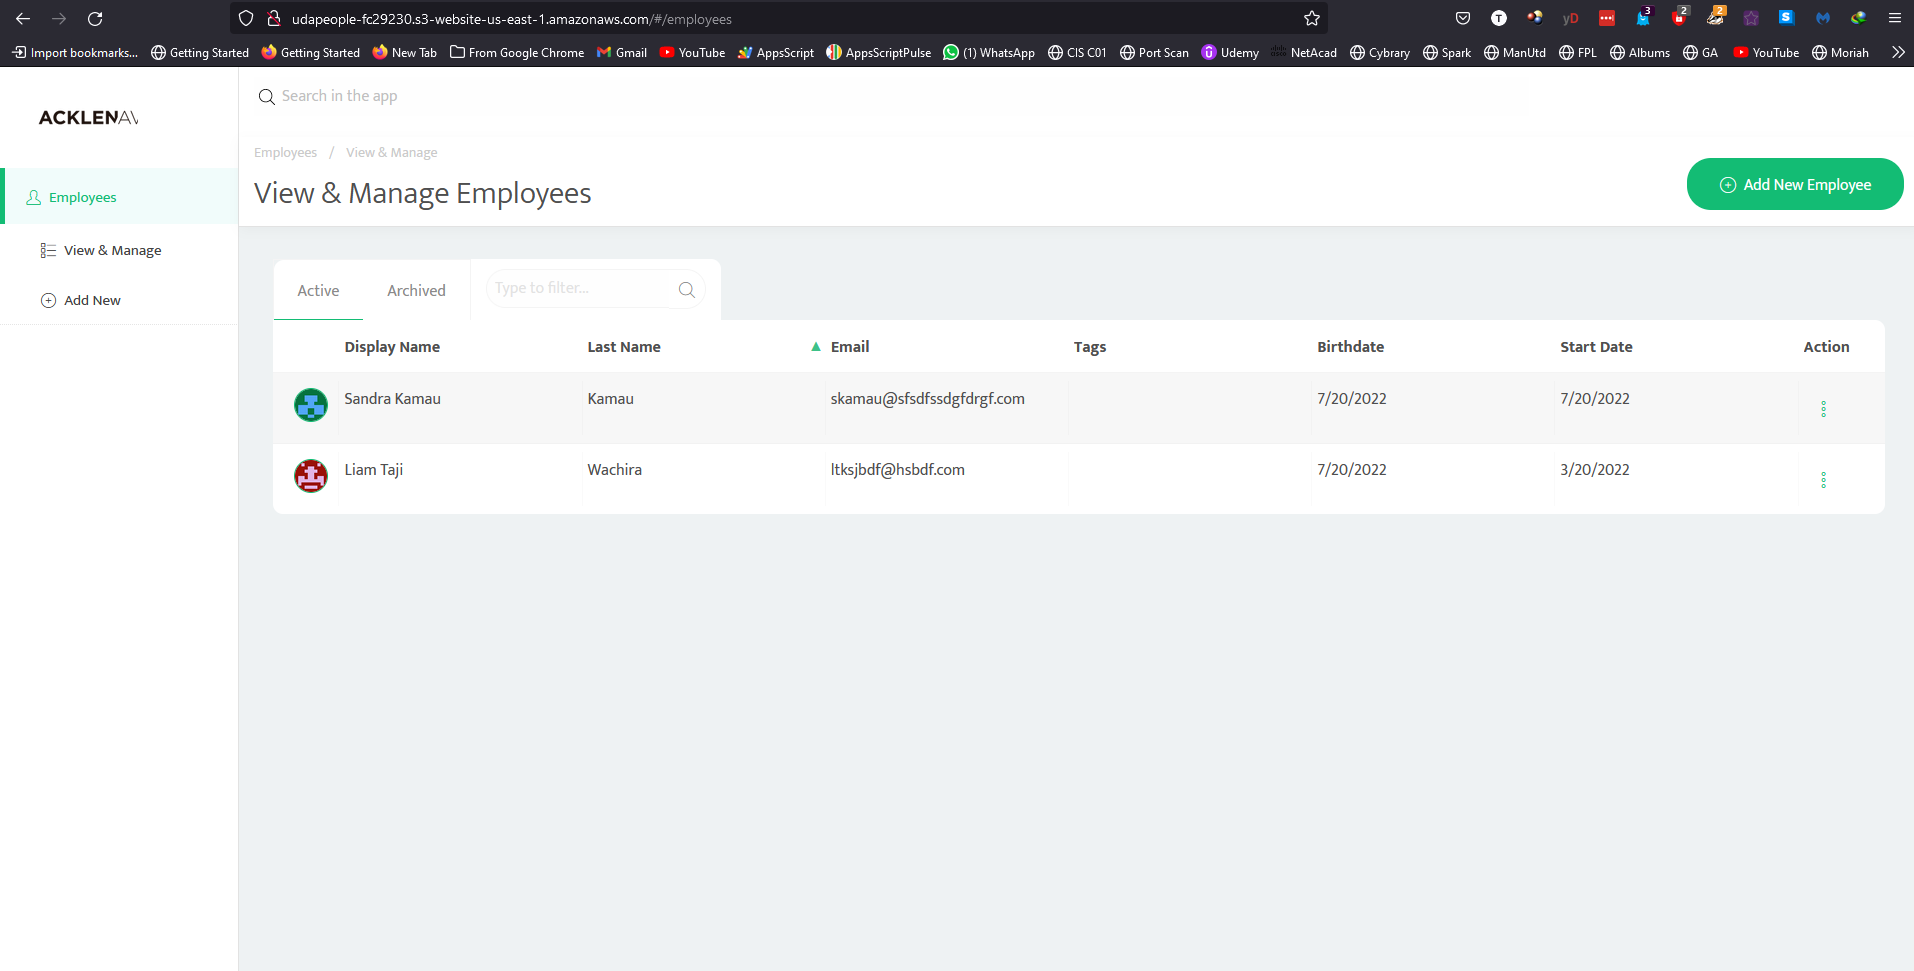 udapeople-fc29230.s3-website-us-east-1.amazonaws.com/#/employees
T yD 3 2 2 S
Import bookmarks... Getting Started Getting Started New Tab From Google Chrome Gmail YouTube AppsScript AppsScriptPulse (1) WhatsApp CIS C01 Port Scan Udemy NetAcad Cybrary Spark ManUtd FPL Albums GA YouTube Moriah
Search in the app
ACKLENAV
Employees / View & Manage
View & Manage Employees
Add New Employee
Employees
View & Manage
Add New
Active Archived Type to filter...
Display Name Last Name Email Tags Birthdate Start Date Action
Sandra Kamau Kamau skamau@sfsdfssdgfdrgf.com 7/20/2022 7/20/2022
Liam Taji Wachira ltksjbdf@hsbdf.com 7/20/2022 3/20/2022